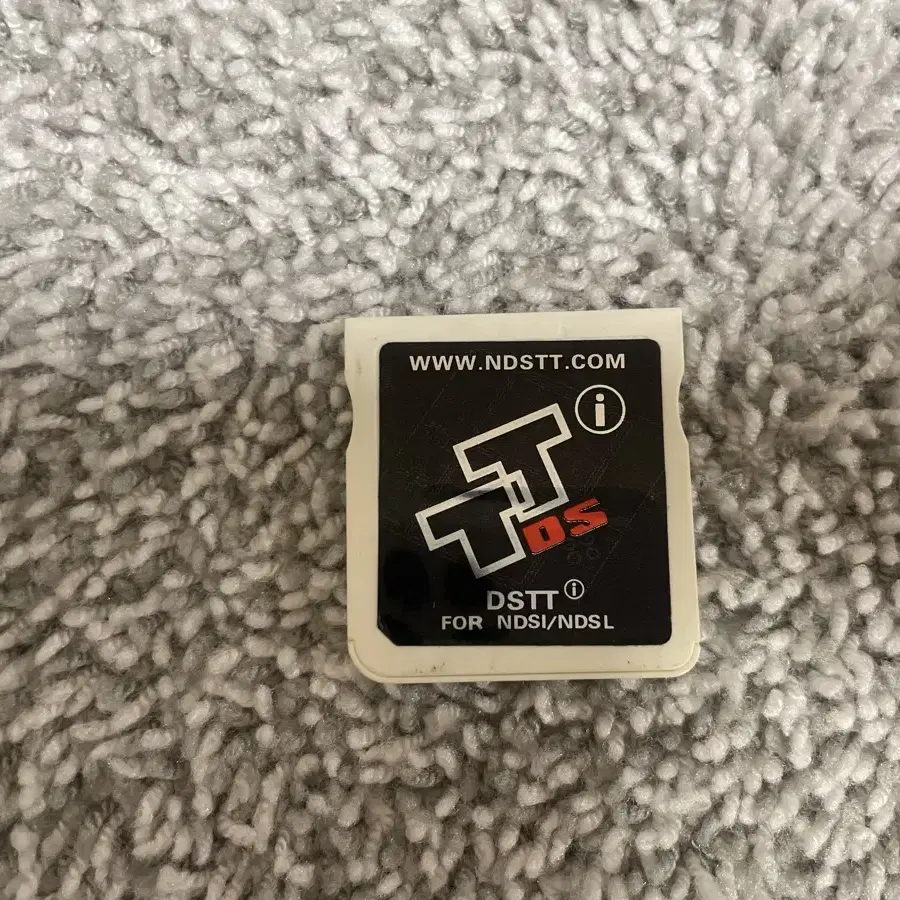 WWW.NDSTT.COM
i
TT
DS
DSTT i
FOR NDSI/NDSL